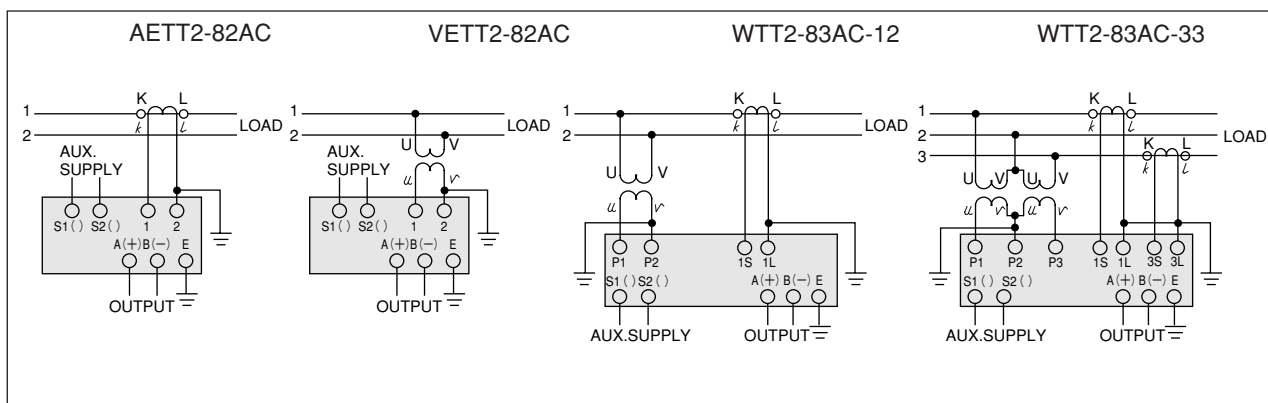 AETT2-82AC
K L
1
k l
2
LOAD
AUX.
SUPPLY
S1( ) S2( ) 1 2
A(+) B(−) E
OUTPUT
VETT2-82AC
1
2
LOAD
U V
AUX.
SUPPLY
u v
S1( ) S2( ) 1 2
A(+) B(−) E
OUTPUT
WTT2-83AC-12
K L
1
k l
2
LOAD
U V
u v
P1 P2 1S 1L
S1( ) S2( ) A(+) B(−) E
AUX.SUPPLY OUTPUT
WTT2-83AC-33
K L
1
k l
2
LOAD
K L
3
k l
U V U V
u v u v
P1 P2 P3 1S 1L 3S 3L
S1( ) S2( ) A(+) B(−) E
AUX.SUPPLY OUTPUT